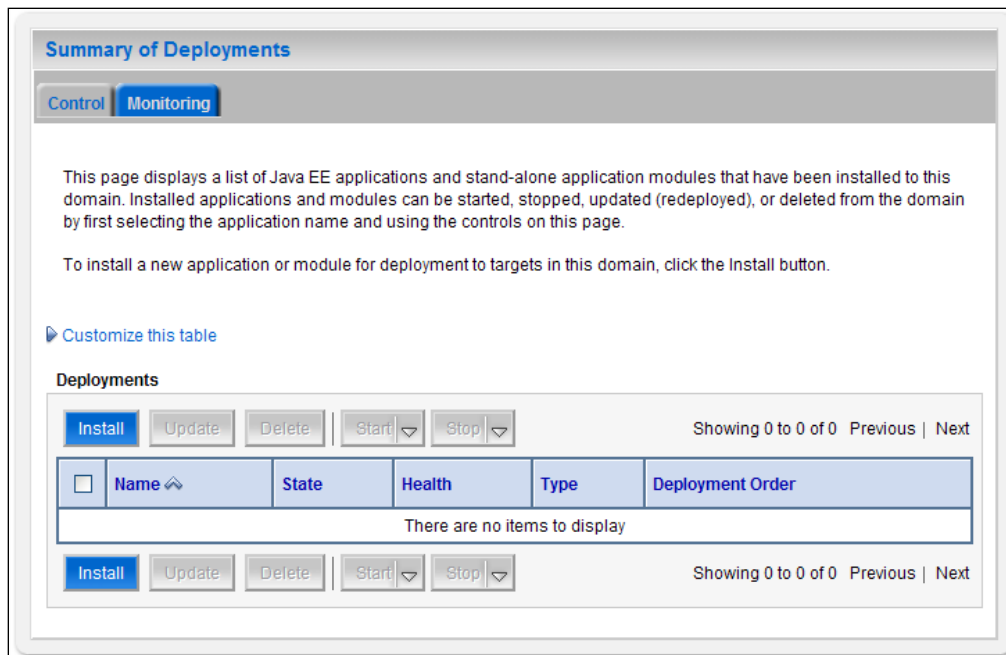 Summary of Deployments
Control Monitoring
This page displays a list of Java EE applications and stand-alone application modules that have been installed to this
domain. Installed applications and modules can be started, stopped, updated (redeployed), or deleted from the domain
by first selecting the application name and using the controls on this page.
To install a new application or module for deployment to targets in this domain, click the Install button.
Customize this table
Deployments
Install Update Delete Start Stop Showing 0 to 0 of 0 Previous | Next
Name State Health Type Deployment Order
There are no items to display
Install Update Delete Start Stop Showing 0 to 0 of 0 Previous | Next